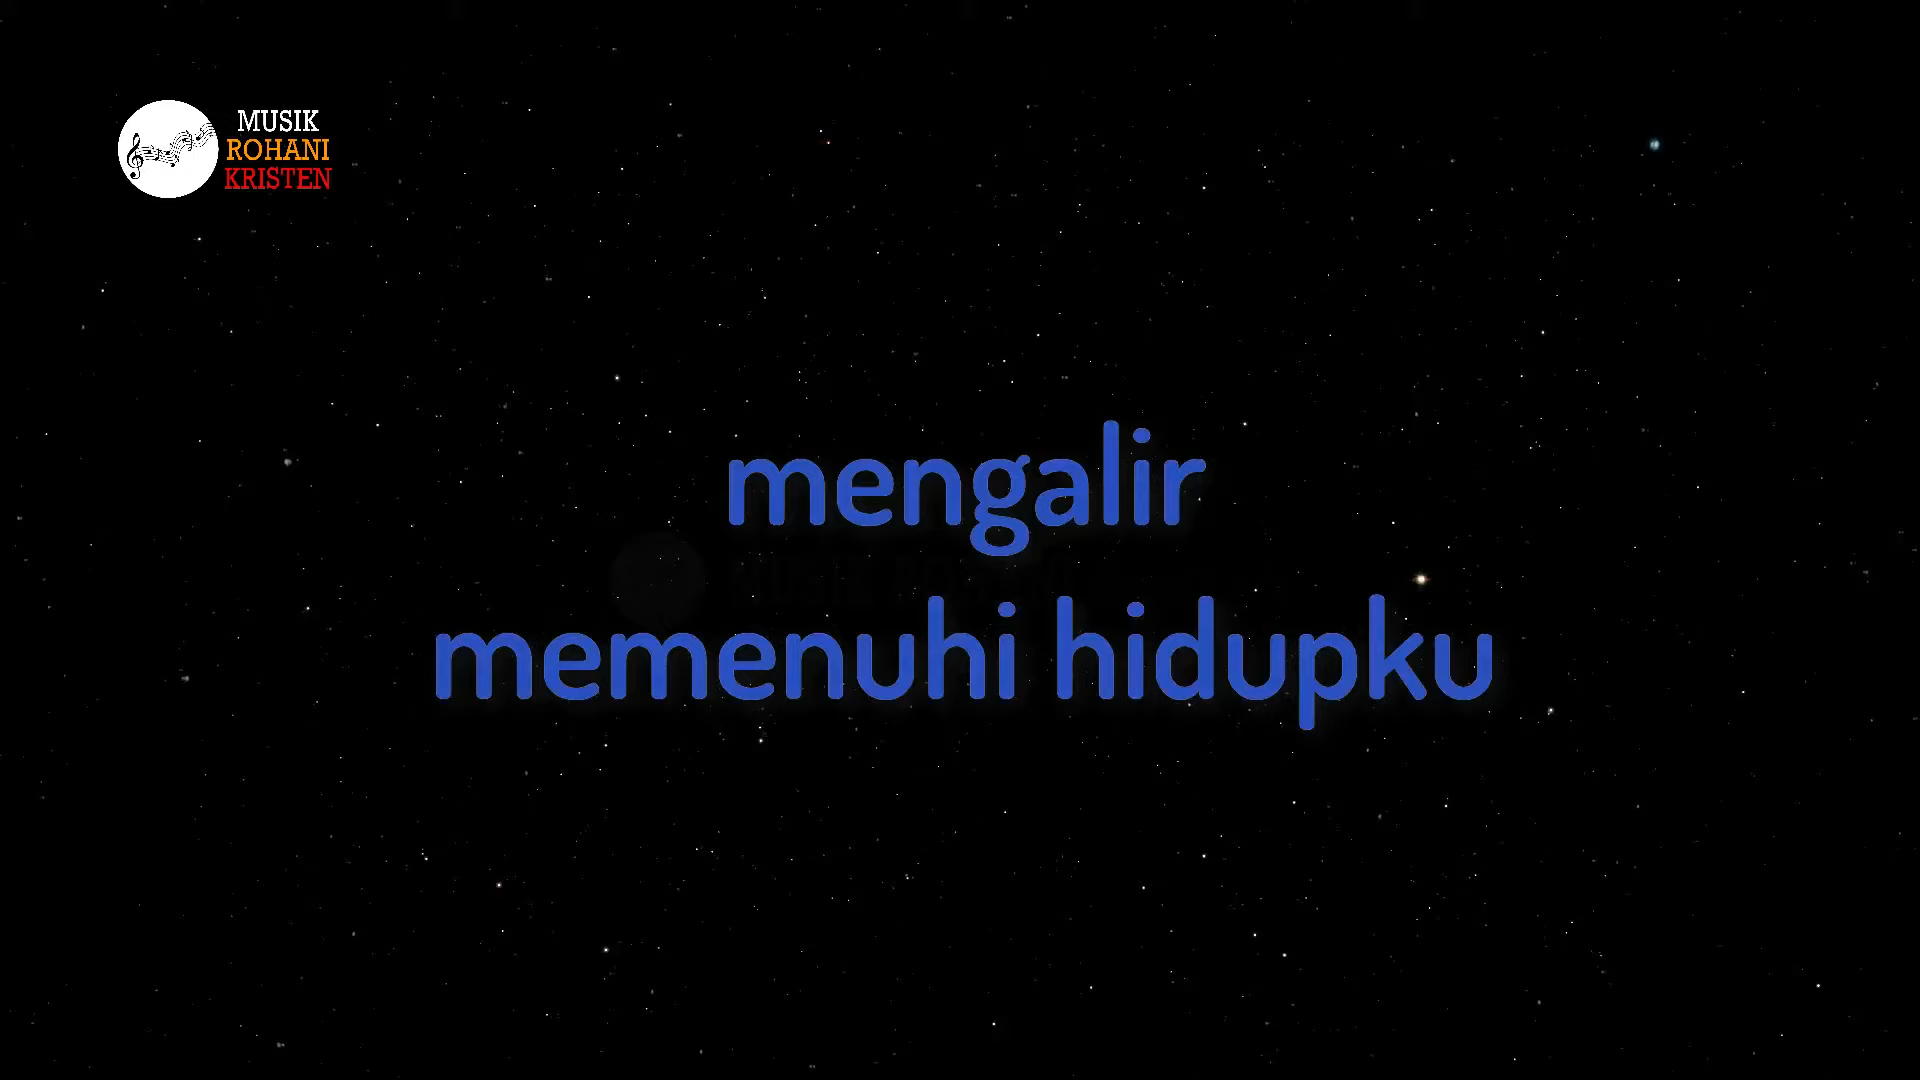 MUSIK
ROHANI
KRISTEN
mengalir
memenuhi hidupku